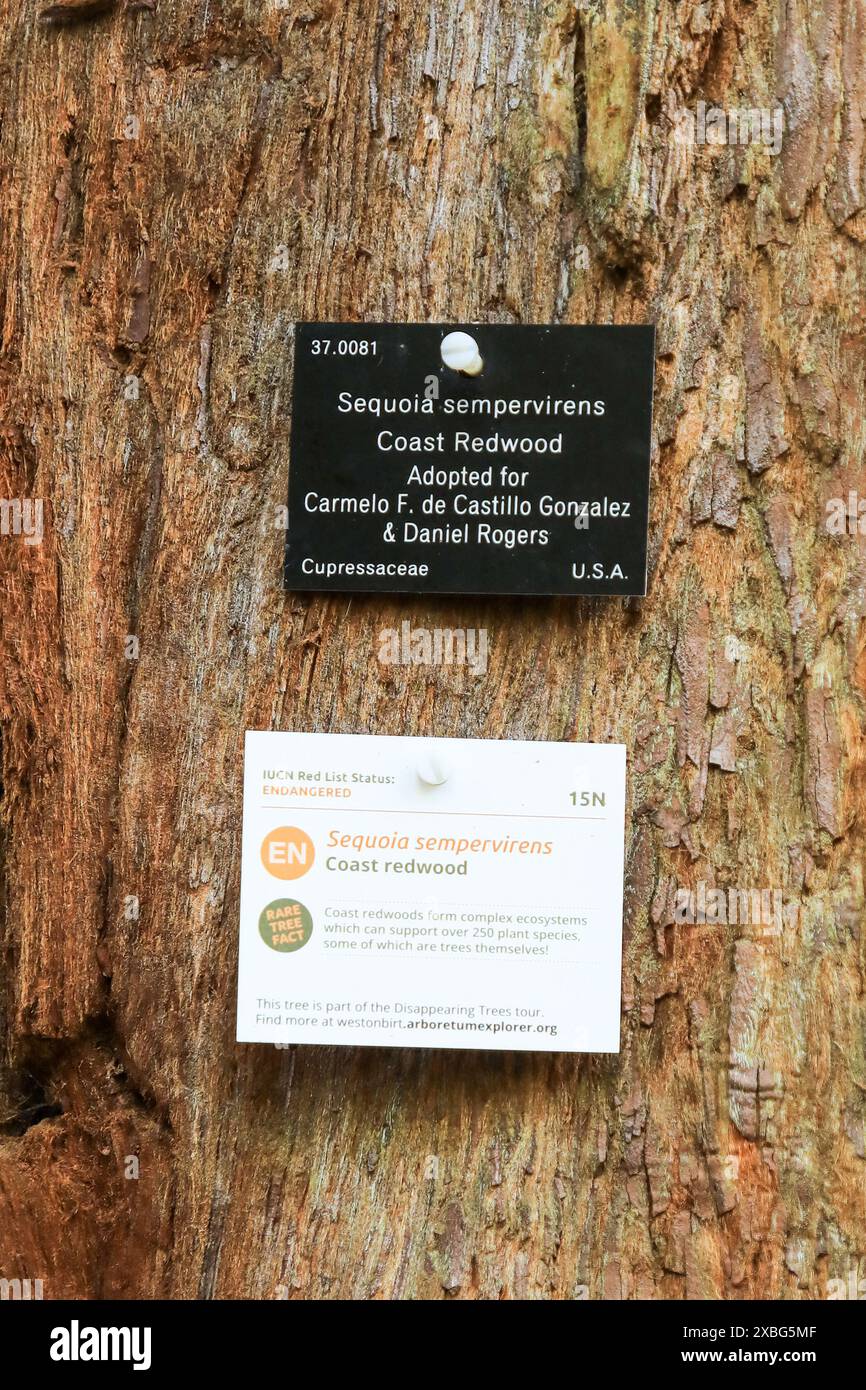 37.0081
Sequoia sempervirens
Coast Redwood
Adopted for
Carmelo F. de Castillo Gonzalez
& Daniel Rogers
Cupressaceae U.S.A.
IUCN Red List Status:
ENDANGERED
15N
EN
Sequoia sempervirens
Coast redwood
RARE
TREE
FACT
Coast redwoods form complex ecosystems
which can support over 250 plant species,
some of which are trees themselves!
This tree is part of the Disappearing Trees tour.
Find more at westonbirt.arboretumexplorer.org
alamy
Image ID: 2XBG5MF
www.alamy.com